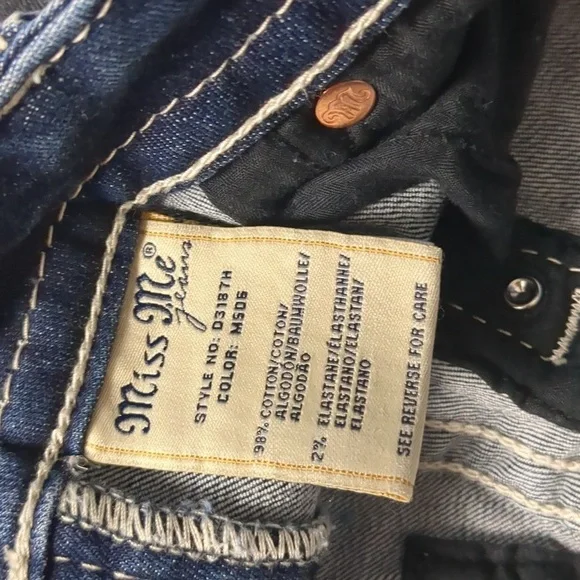 Miss Me®
jeans
STYLE NO: D3187H
COLOR: MS06
98% COTTON/COTON/
ALGODÓN/BAUMWOLLE/
ALGODÃO
2% ELASTANE/ELASTHANNE/
ELASTANO/ELASTAN/
ELASTANO
SEE REVERSE FOR CARE